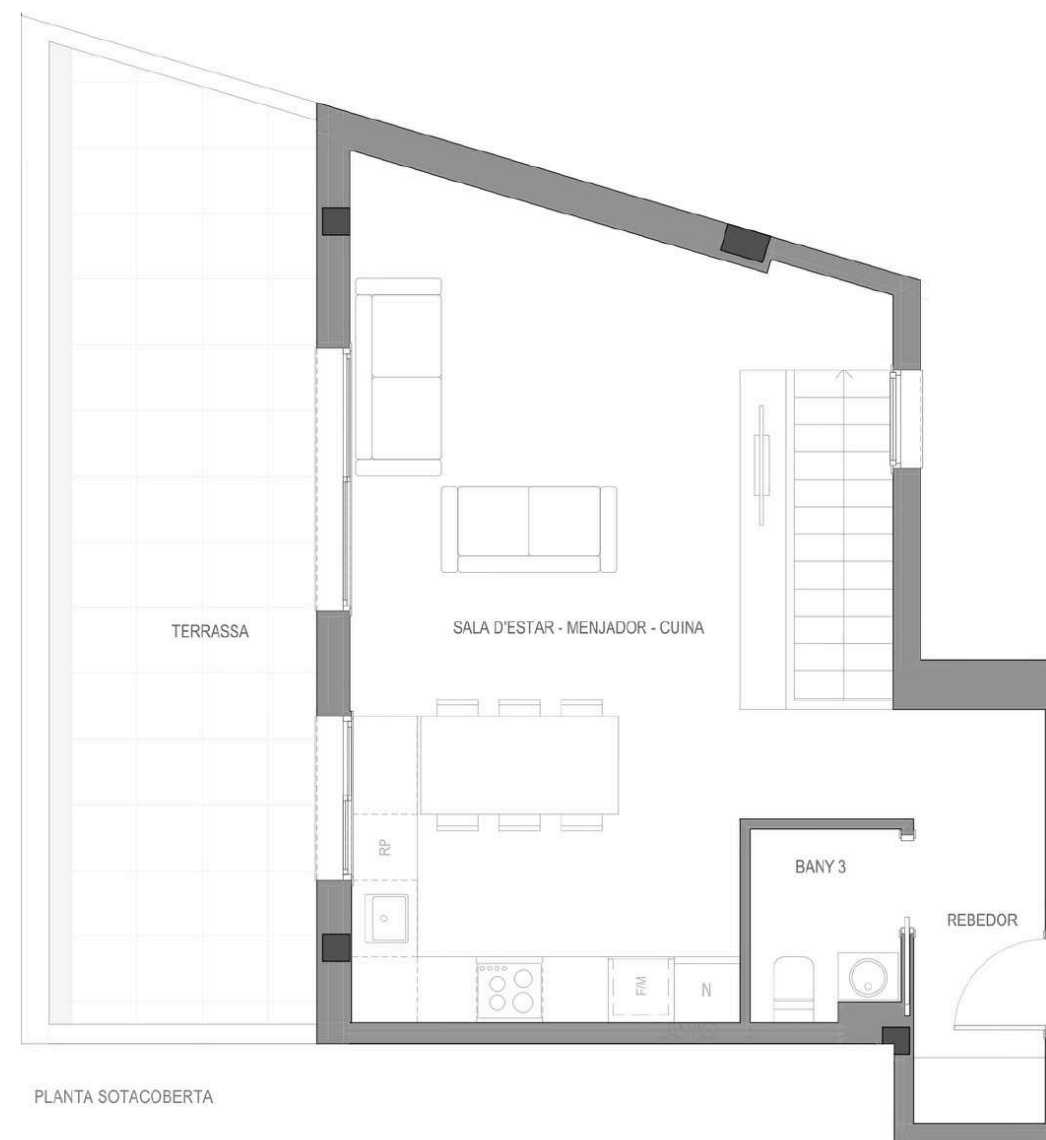 TERRASSA
SALA D'ESTAR - MENJADOR - CUINA
RP
BANY 3
REBEDOR
F/M
N
PLANTA SOTACOBERTA